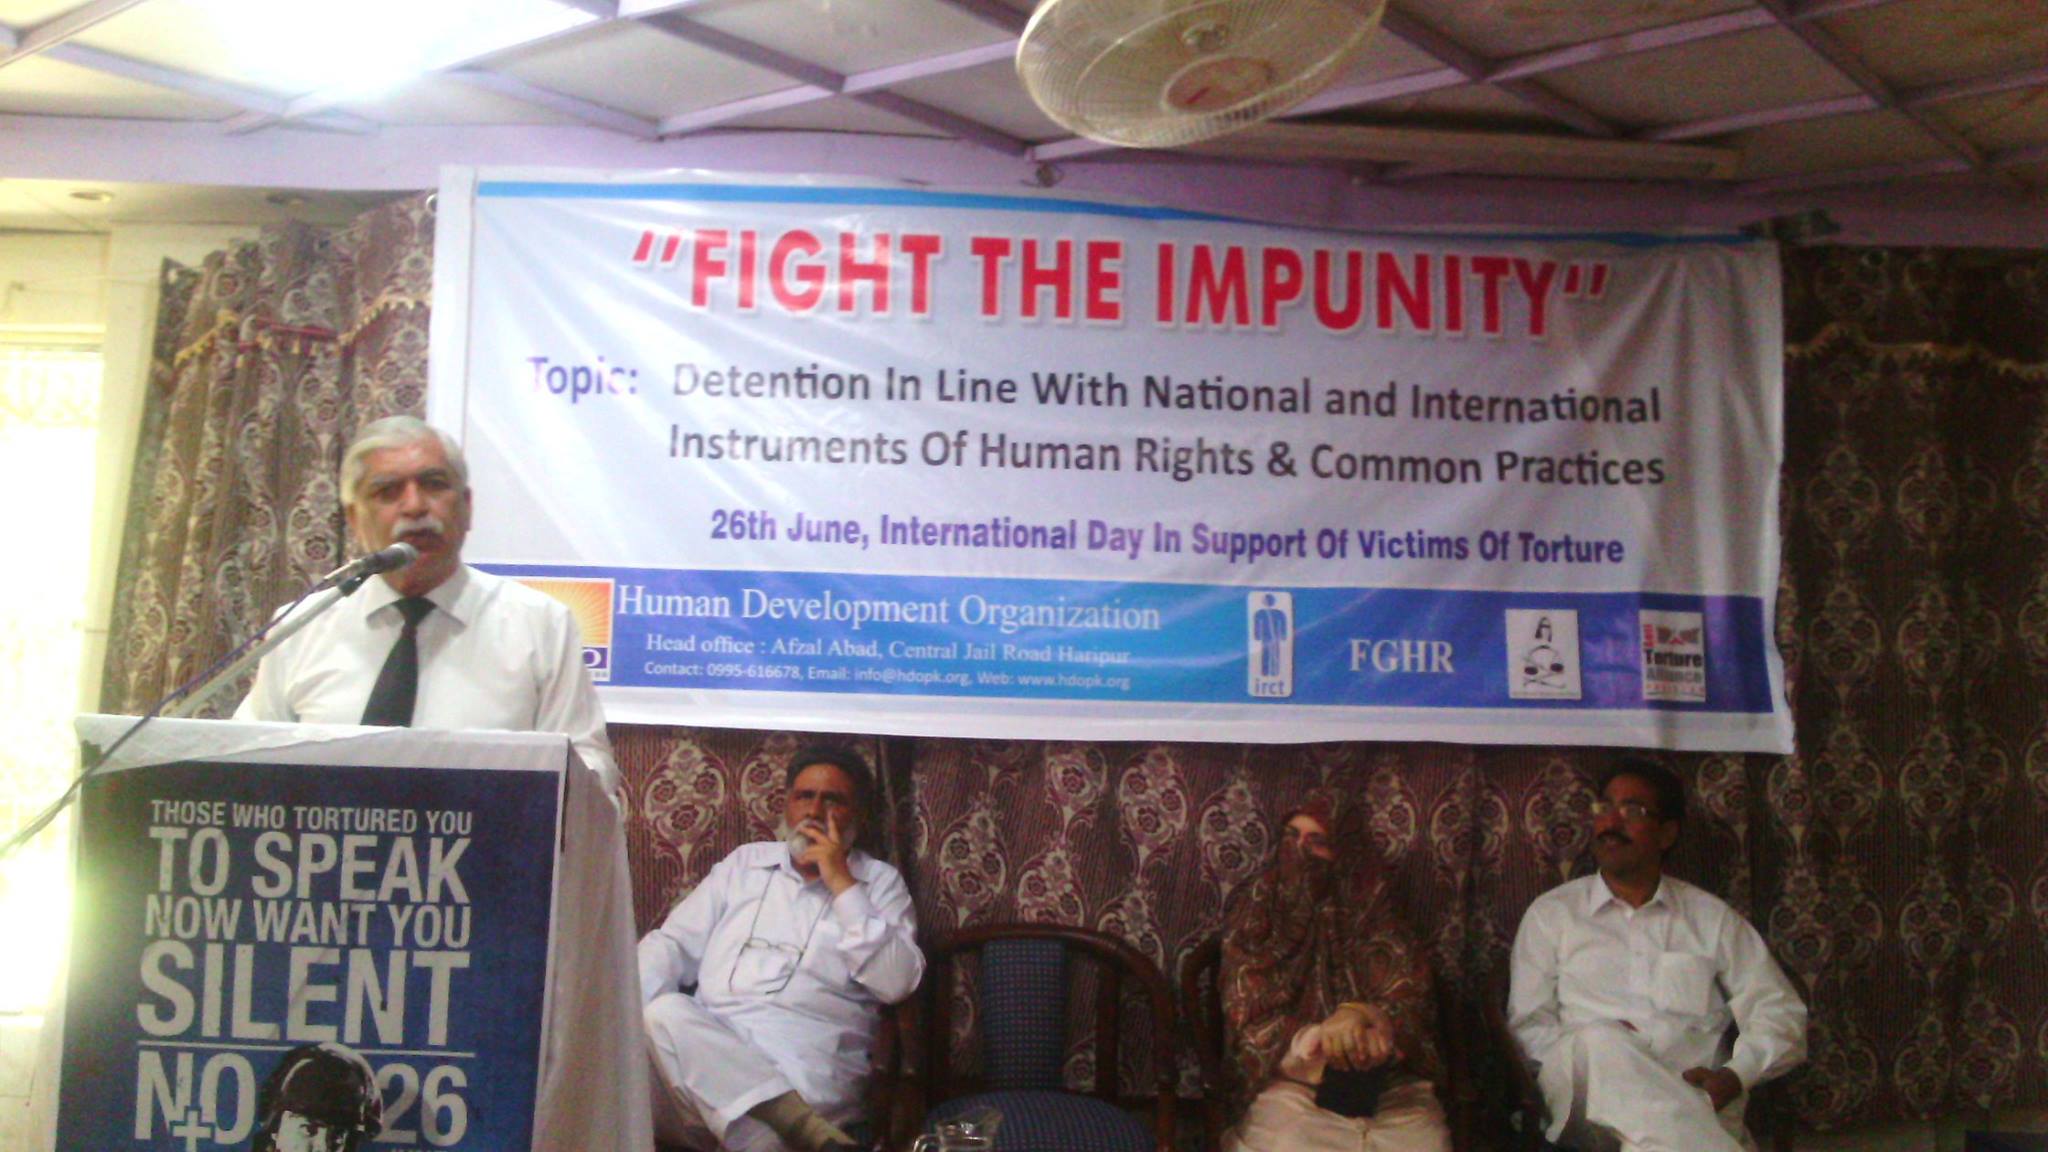 "FIGHT THE IMPUNITY"
Topic: Detention In Line With National and International
Instruments Of Human Rights & Common Practices
26th June, International Day In Support Of Victims Of Torture
Human Development Organization
Head office : Afzal Abad, Central Jail Road Haripur
Contact: 0995-616678, Email: info@hdopk.org, Web: www.hdopk.org
irct
FGHR
Torture
Alliance
THOSE WHO TORTURED YOU
TO SPEAK
NOW WANT YOU
SILENT
NO
26